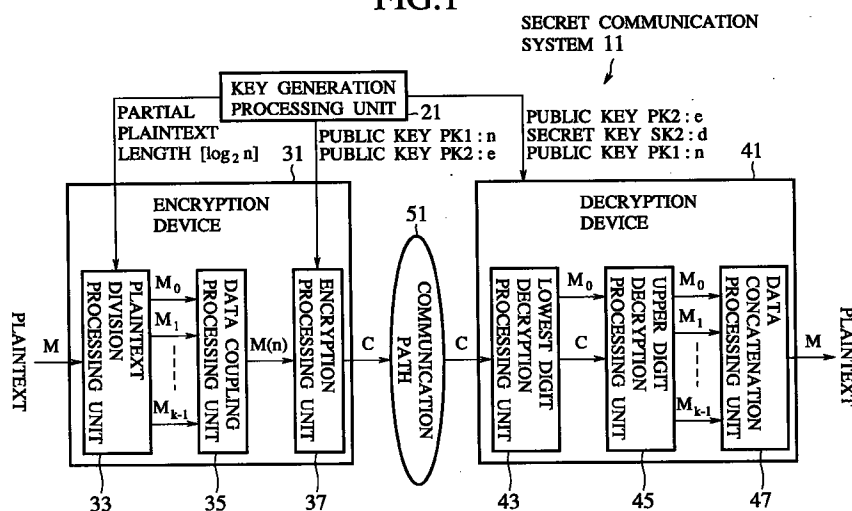 FIG.1
SECRET COMMUNICATION
SYSTEM 11
KEY GENERATION
PROCESSING UNIT
21
PARTIAL
PLAINTEXT
LENGTH [log₂ n]
PUBLIC KEY PK1 : n
PUBLIC KEY PK2 : e
PUBLIC KEY PK2 : e
SECRET KEY SK2 : d
PUBLIC KEY PK1 : n
31
41
51
ENCRYPTION
DEVICE
DECRYPTION
DEVICE
PLAINTEXT
M
PLAINTEXT
DIVISION
PROCESSING UNIT
M₀
M₁
Mₖ₋₁
DATA COUPLING
PROCESSING UNIT
M(n)
ENCRYPTION
PROCESSING UNIT
C
COMMUNICATION
PATH
C
LOWEST DIGIT
DECRYPTION
PROCESSING UNIT
M₀
C
UPPER DIGIT
DECRYPTION
PROCESSING UNIT
M₀
M₁
Mₖ₋₁
DATA
CONCATENATION
PROCESSING UNIT
M
PLAINTEXT
33
35
37
43
45
47